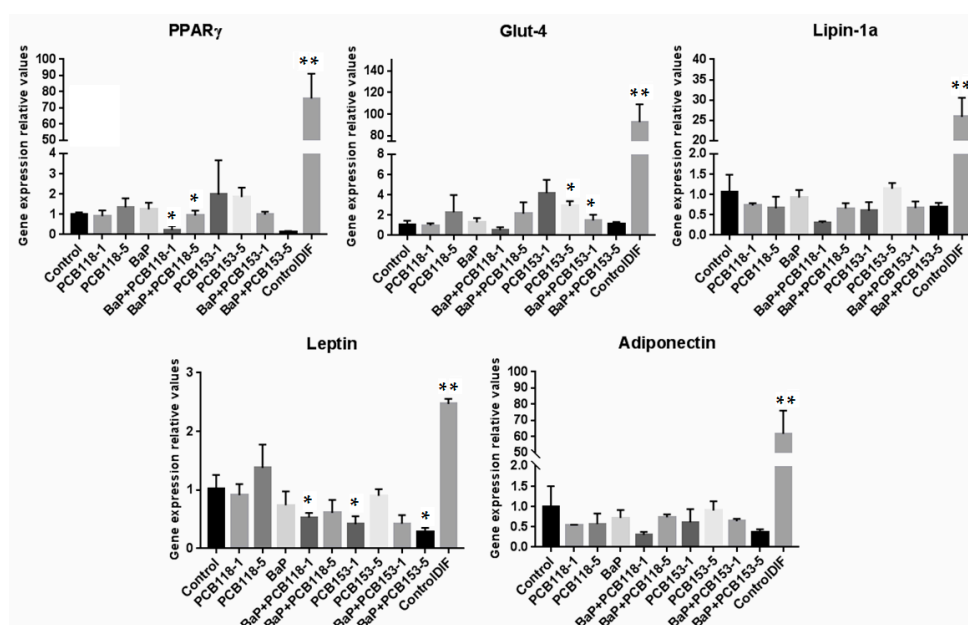 PPARγ
Gene expression relative values
100
90
80
70
60
50
4
3
2
1
0
*
*
**
Control
PCB118-1
PCB118-5
BaP
BaP+PCB118-1
BaP+PCB118-5
PCB153-1
PCB153-5
BaP+PCB153-1
BaP+PCB153-5
ControlDIF
Glut-4
Gene expression relative values
140
120
100
80
8
6
4
2
0
*
*
**
Control
PCB118-1
PCB118-5
BaP
BaP+PCB118-1
BaP+PCB118-5
PCB153-1
PCB153-5
BaP+PCB153-1
BaP+PCB153-5
ControlDIF
Lipin-1a
Gene expression relative values
40
35
30
25
20
2.0
1.5
1.0
0.5
0.0
**
Control
PCB118-1
PCB118-5
BaP
BaP+PCB118-1
BaP+PCB118-5
PCB153-1
PCB153-5
BaP+PCB153-1
BaP+PCB153-5
ControlDIF
Leptin
Gene expression relative values
3
2
1
0
*
*
*
**
Control
PCB118-1
PCB118-5
BaP
BaP+PCB118-1
BaP+PCB118-5
PCB153-1
PCB153-5
BaP+PCB153-1
BaP+PCB153-5
ControlDIF
Adiponectin
Gene expression relative values
100
90
80
70
60
50
2.0
1.5
1.0
0.5
0.0
**
Control
PCB118-1
PCB118-5
BaP
BaP+PCB118-1
BaP+PCB118-5
PCB153-1
PCB153-5
BaP+PCB153-1
BaP+PCB153-5
ControlDIF